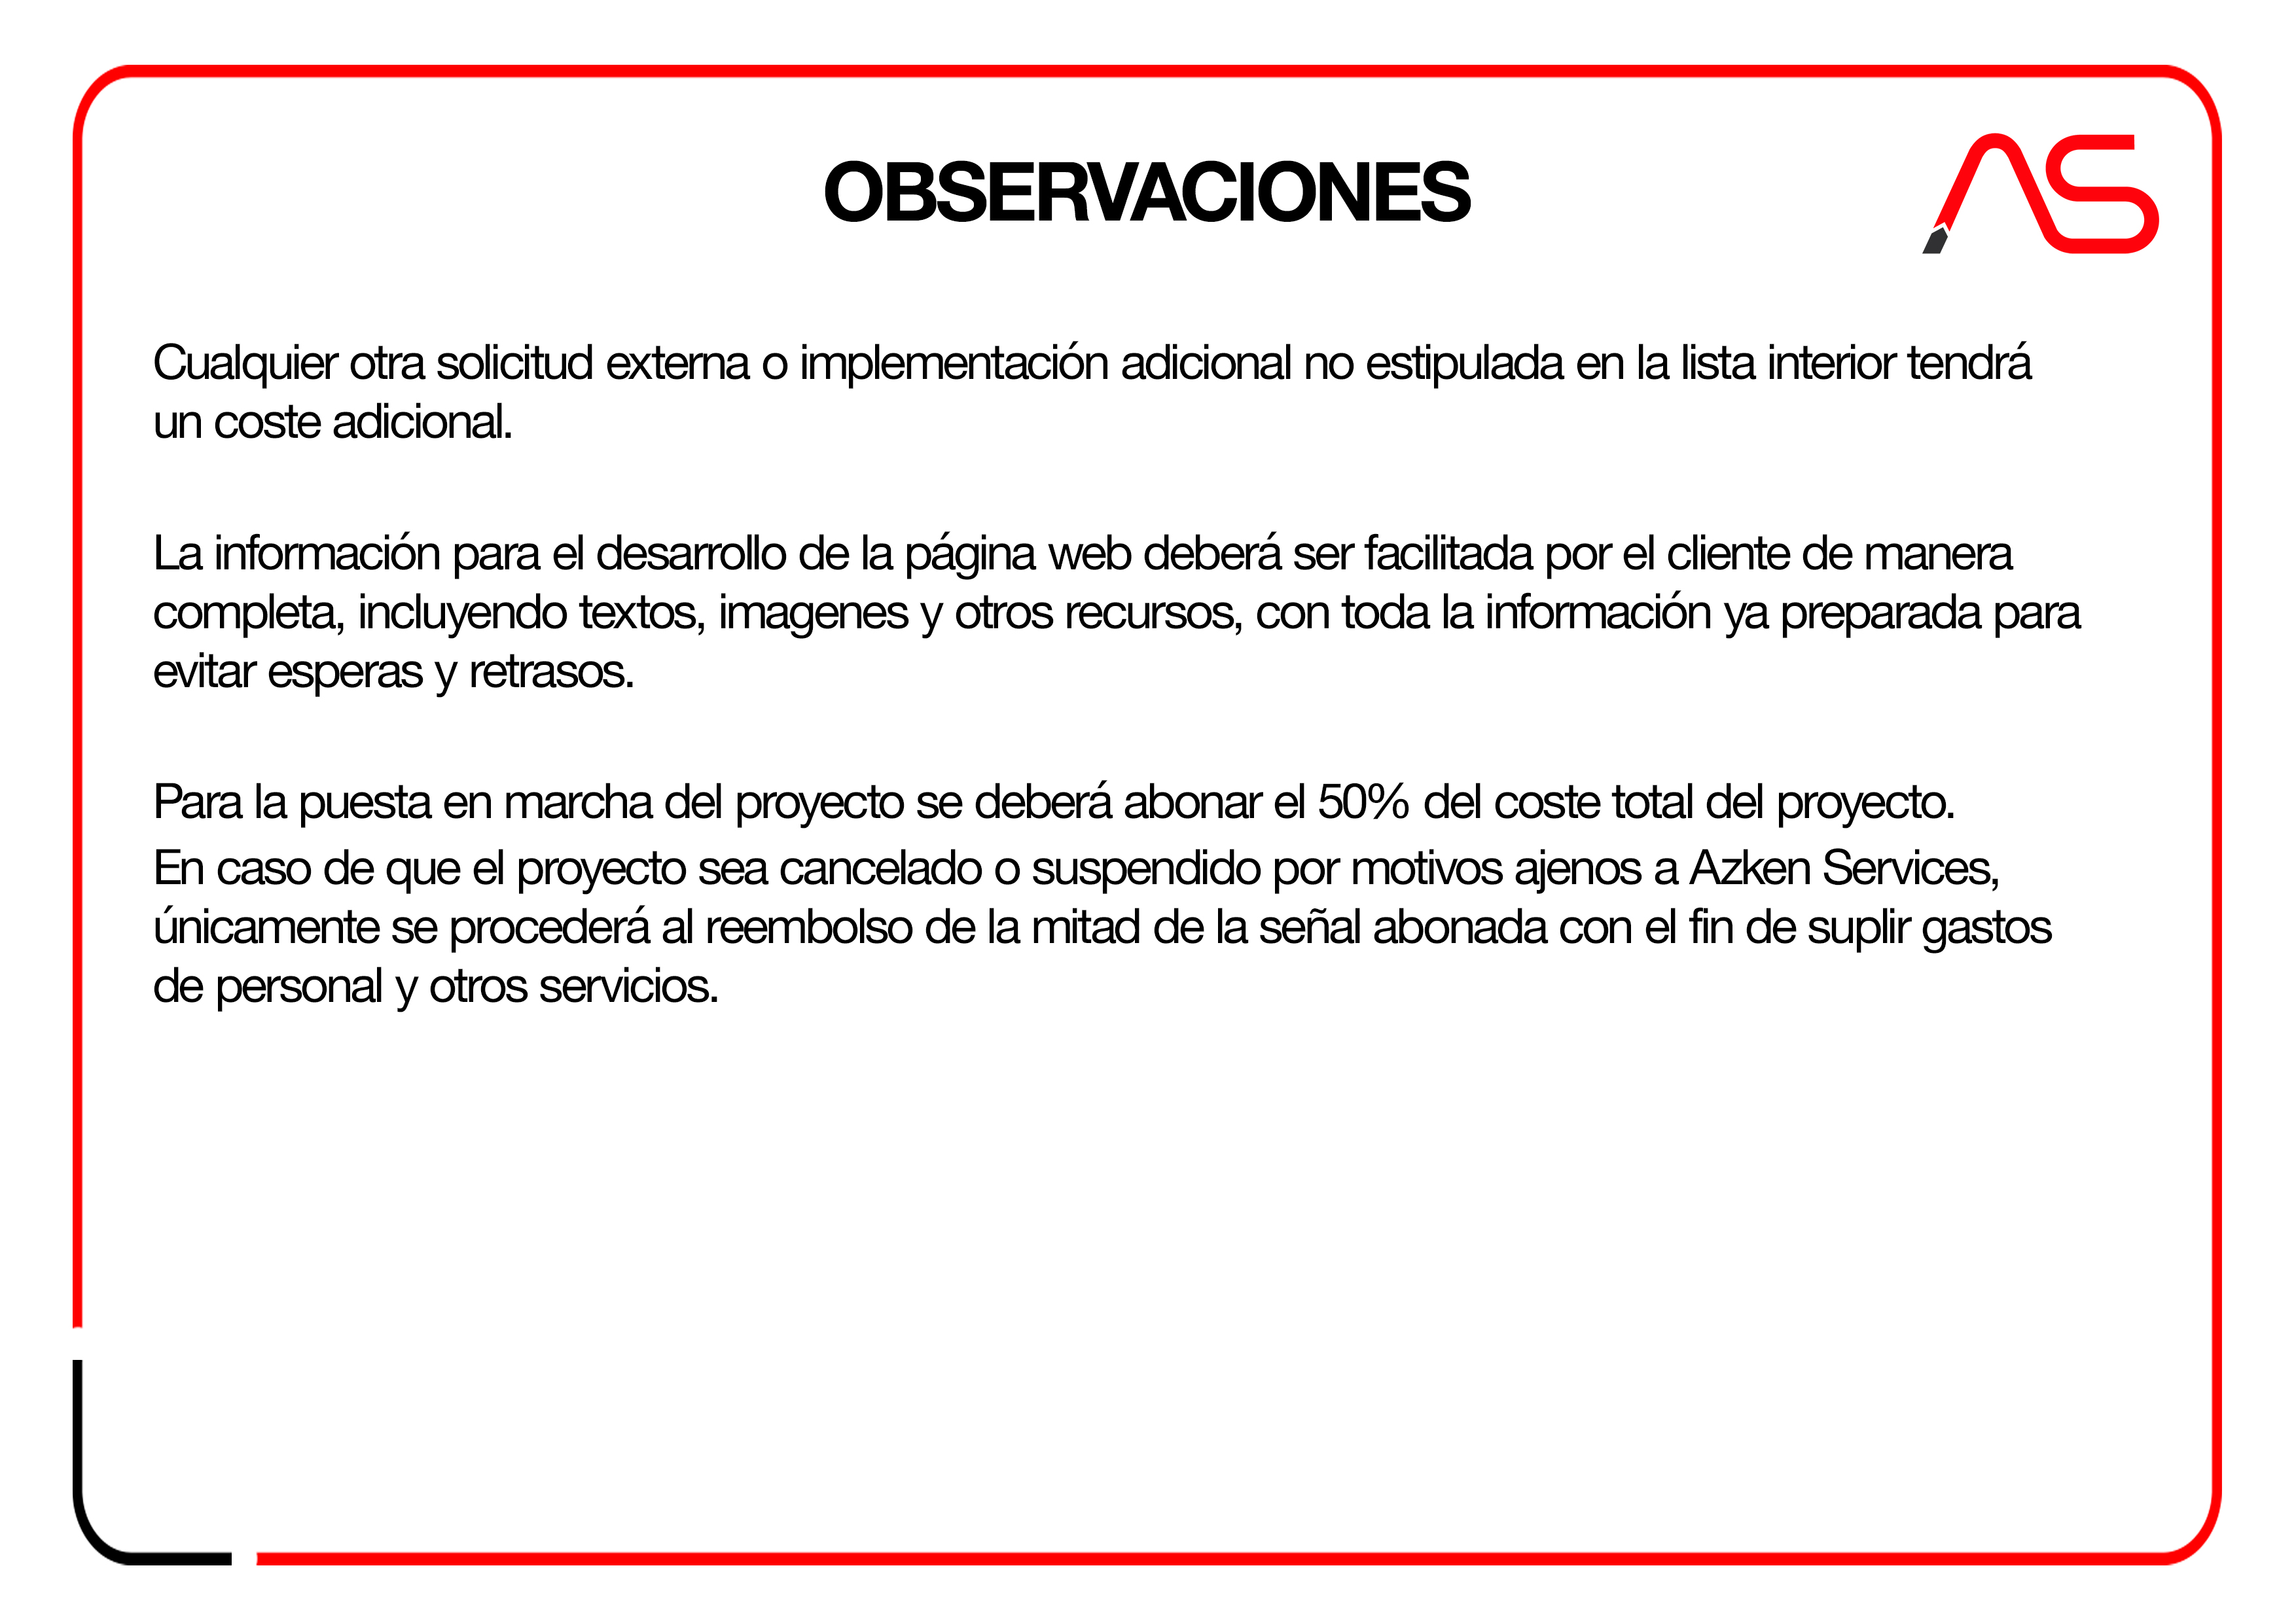 OBSERVACIONES
AS
Cualquier otra solicitud externa o implementación adicional no estipulada en la lista interior tendrá
un coste adicional.
La información para el desarrollo de la página web deberá ser facilitada por el cliente de manera
completa, incluyendo textos, imagenes y otros recursos, con toda la información ya preparada para
evitar esperas y retrasos.
Para la puesta en marcha del proyecto se deberá abonar el 50% del coste total del proyecto.
En caso de que el proyecto sea cancelado o suspendido por motivos ajenos a Azken Services,
únicamente se procederá al reembolso de la mitad de la señal abonada con el fin de suplir gastos
de personal y otros servicios.